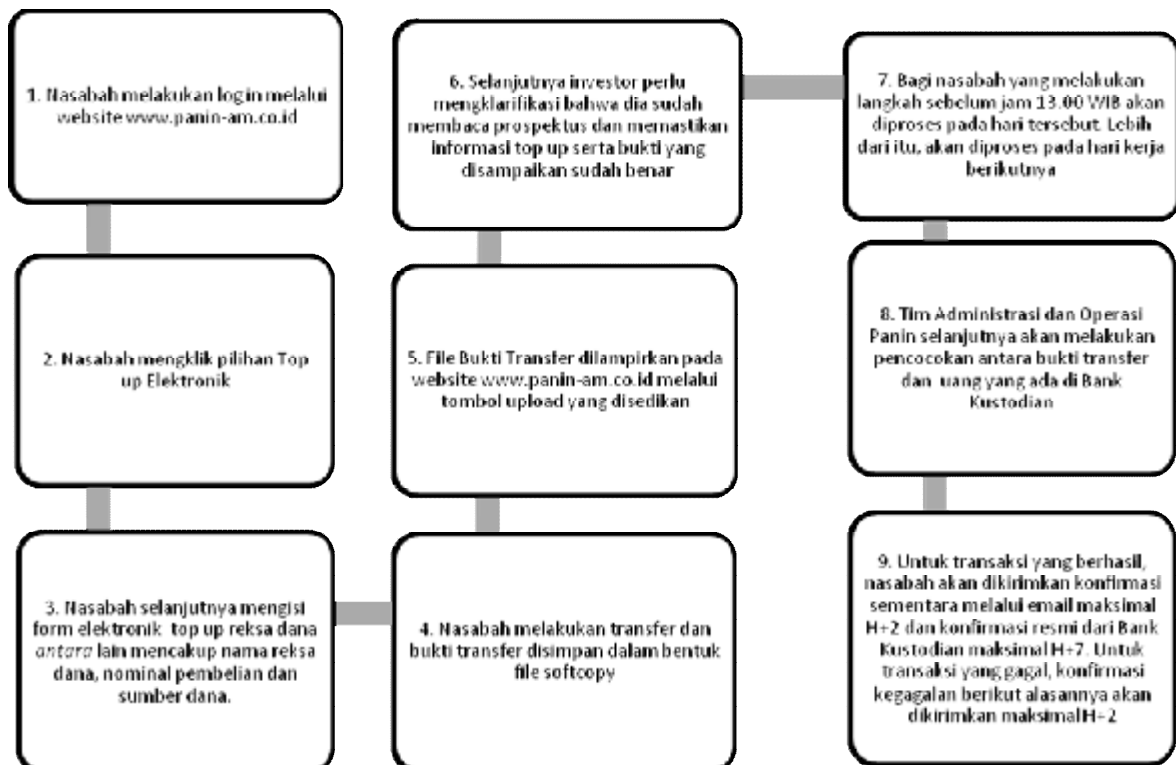 1. Nasabah melakukan login melalui
website www.panin-am.co.id
2. Nasabah mengklik pilihan Top
up Elektronik
3. Nasabah selanjutnya mengisi
form elektronik top up reksa dana
antara lain mencakup nama reksa
dana, nominal pembelian dan
sumber dana.
4. Nasabah melakukan transfer dan
bukti transfer disimpan dalam bentuk
file softcopy
5. File Bukti Transfer dilampirkan pada
website www.panin-am.co.id melalui
tombol upload yang disedikan
6. Selanjutnya investor perlu
mengklarifikasi bahwa dia sudah
membaca prospektus dan memastikan
informasi top up serta bukti yang
disampaikan sudah benar
7. Bagi nasabah yang melakukan
langkah sebelum jam 13.00 WIB akan
diproses pada hari tersebut. Lebih
dari itu, akan diproses pada hari kerja
berikutnya
8. Tim Administrasi dan Operasi
Panin selanjutnya akan melakukan
pencocokan antara bukti transfer
dan uang yang ada di Bank
Kustodian
9. Untuk transaksi yang berhasil,
nasabah akan dikirimkan konfirmasi
sementara melalui email maksimal
H+2 dan konfirmasi resmi dari Bank
Kustodian maksimal H+7. Untuk
transaksi yang gagal, konfirmasi
kegagalan berikut alasannya akan
dikirimkan maksimal H+2